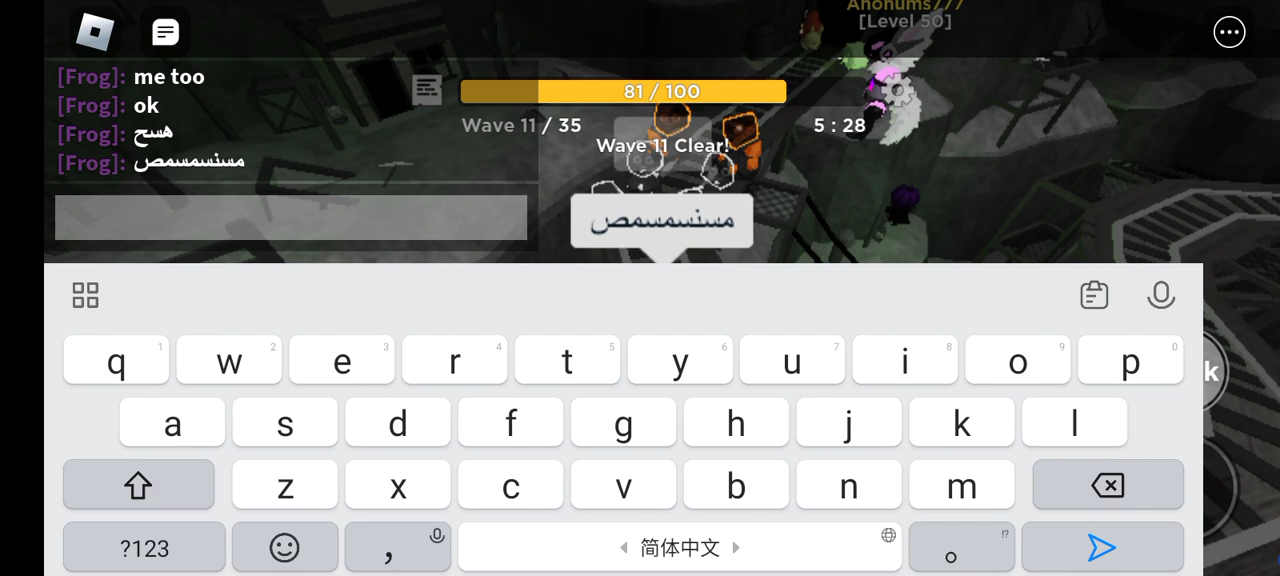 Anonums777
[Level 50]
[Frog]: me too
[Frog]: ok
[Frog]: هسح
[Frog]: مسنسمسمص
81 / 100
Wave 11 / 35
5 : 28
Wave 11 Clear!
مسنسمسمص
q 1 w 2 e 3 r 4 t 5 y 6 u 7 i 8 o 9 p 0
k
a s d f g h j k l
z x c v b n m
?123 , 简体中文 。 !?